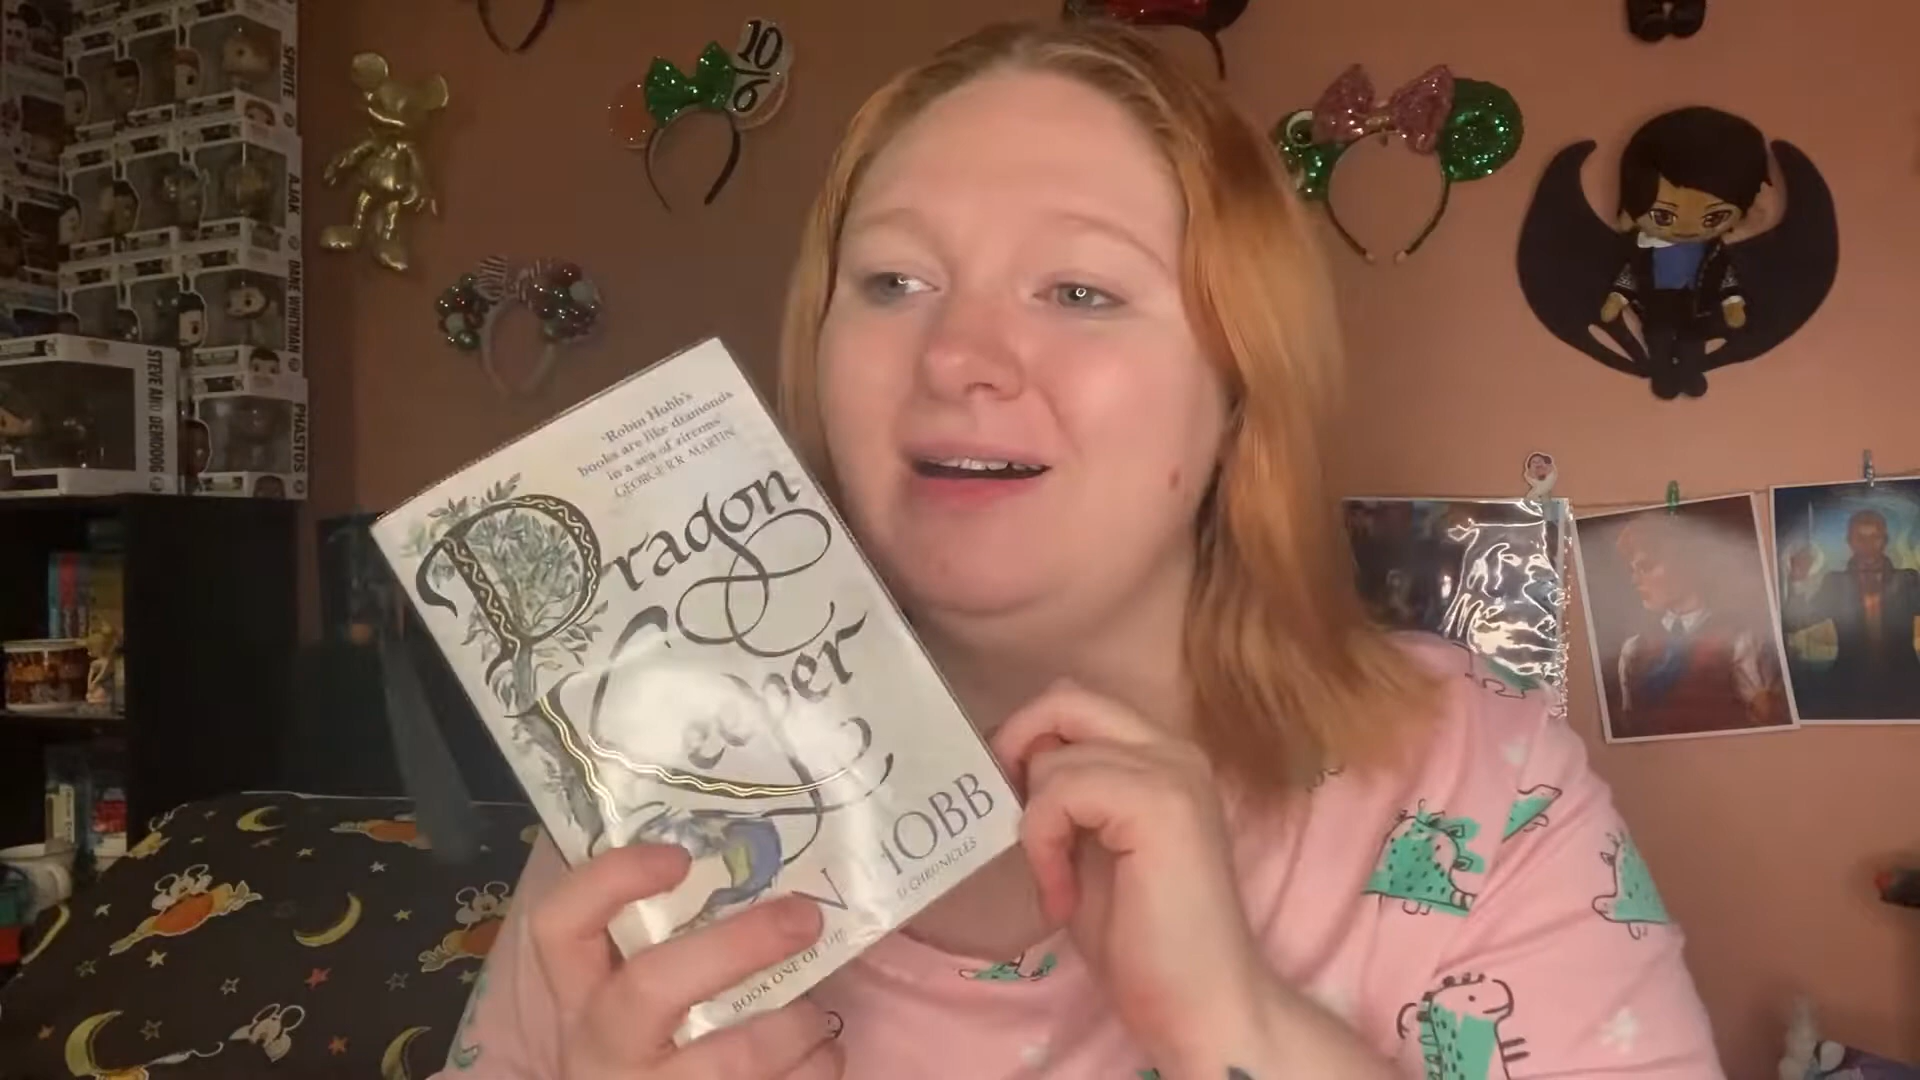 SPRITE
AJAK
DANE WHITMAN
PHASTOS
STEVE AND DEMODOG
10
6
'Robin Hobb's
books are like diamonds
in a sea of zircons'
GEORGE R.R. MARTIN
Dragon
Keeper
HOBB
CHRONICLES
BOOK ONE OF THE